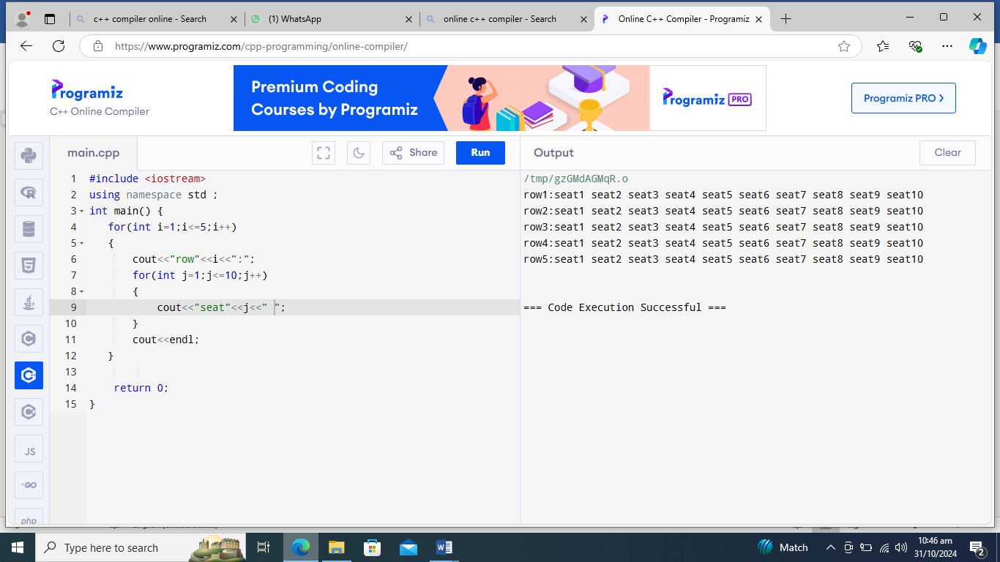 c++ compiler online - Search
(1) WhatsApp
online c++ compiler - Search
Online C++ Compiler - Programiz
https://www.programiz.com/cpp-programming/online-compiler/
Programiz
C++ Online Compiler
Premium Coding
Courses by Programiz
Programiz PRO
Programiz PRO ›
main.cpp
Share
Run
Output
Clear
1 #include <iostream>
2 using namespace std ;
3 int main() {
4 for(int i=1;i<=5;i++)
5 {
6 cout<<"row"<<i<<":";
7 for(int j=1;j<=10;j++)
8 {
9 cout<<"seat"<<j<<" ";
10 }
11 cout<<endl;
12 }
13
14 return 0;
15 }
/tmp/gzGMdAGMqR.o
row1:seat1 seat2 seat3 seat4 seat5 seat6 seat7 seat8 seat9 seat10
row2:seat1 seat2 seat3 seat4 seat5 seat6 seat7 seat8 seat9 seat10
row3:seat1 seat2 seat3 seat4 seat5 seat6 seat7 seat8 seat9 seat10
row4:seat1 seat2 seat3 seat4 seat5 seat6 seat7 seat8 seat9 seat10
row5:seat1 seat2 seat3 seat4 seat5 seat6 seat7 seat8 seat9 seat10
=== Code Execution Successful ===
JS
GO
php
Type here to search
Match
10:46 am
31/10/2024
2